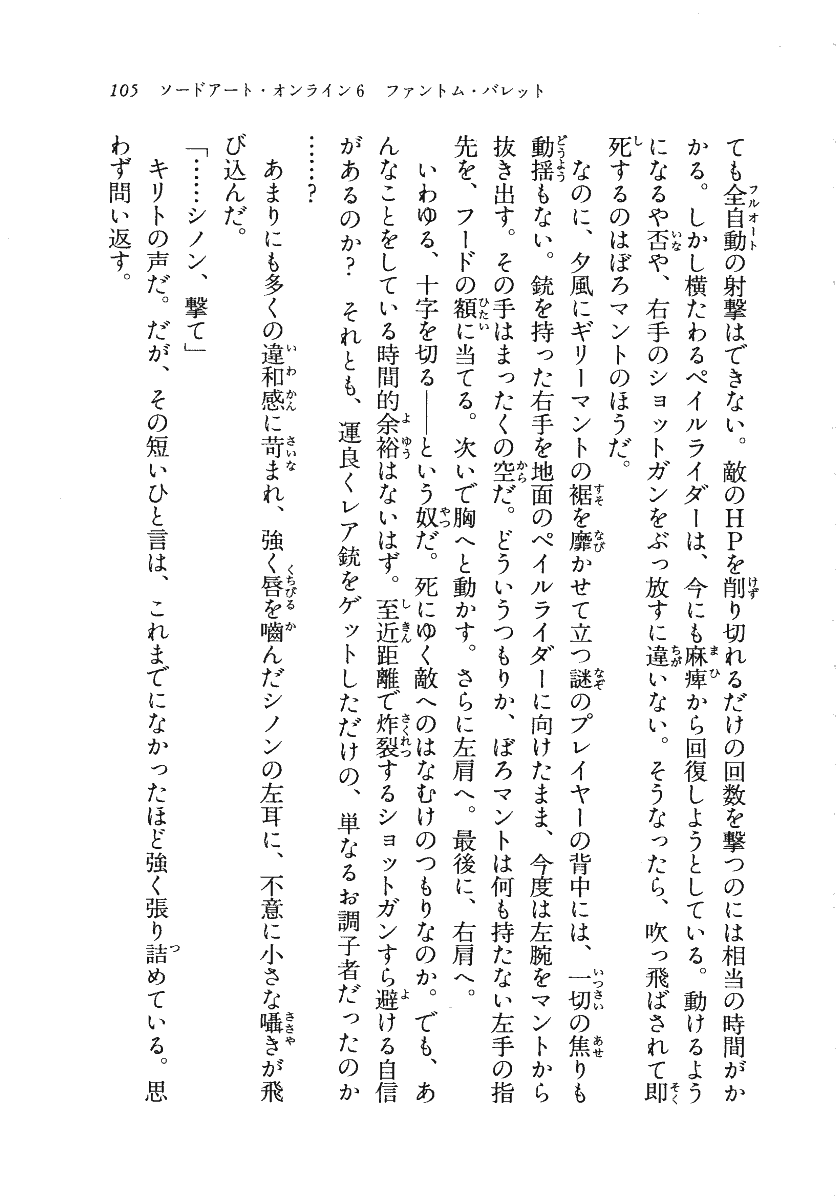 105 ソードアート・オンライン6 ファントム・バレット
ても全自動の射撃はできない。敵のHPを削り切れるだけの回数を撃つのには相当の時間がか
かる。しかし横たわるペイルライダーは、今にも麻痺から回復しようとしている。動けるよう
になるや否や、右手のショットガンをぶっ放すに違いない。そうなったら、吹っ飛ばされて即
死するのはぼろマントのほうだ。
なのに、夕風にギリーマントの裾を靡かせて立つ謎のプレイヤーの背中には、一切の焦りも
動揺もない。銃を持った右手を地面のペイルライダーに向けたまま、今度は左腕をマントから
抜き出す。その手はまったくの空だ。どういうつもりか、ぼろマントは何も持たない左手の指
先を、フードの額に当てる。次いで胸へと動かす。さらに左肩へ。最後に、右肩へ。
いわゆる、十字を切る――という奴だ。死にゆく敵へのはなむけのつもりなのか。でも、あ
んなことをしている時間的余裕はないはず。至近距離で炸裂するショットガンすら避ける自信
があるのか? それとも、運良くレア銃をゲットしただけの、単なるお調子者だったのか
……?
あまりにも多くの違和感に苛まれ、強く唇を嚙んだシノンの左耳に、不意に小さな囁きが飛
び込んだ。
「……シノン、撃て」
キリトの声だ。だが、その短いひと言は、これまでになかったほど強く張り詰めている。思
わず問い返す。